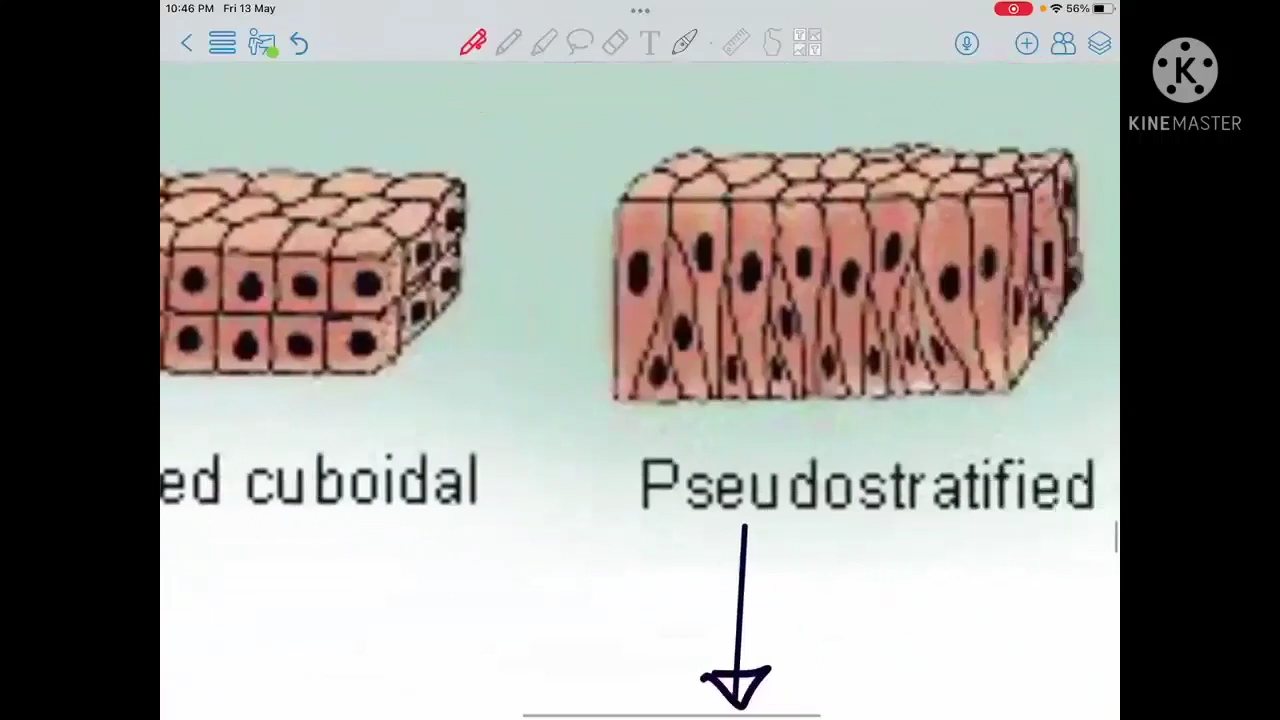 10:46 PM Fri 13 May
56%
K
KINEMASTER
T
ed cuboidal
Pseudostratified